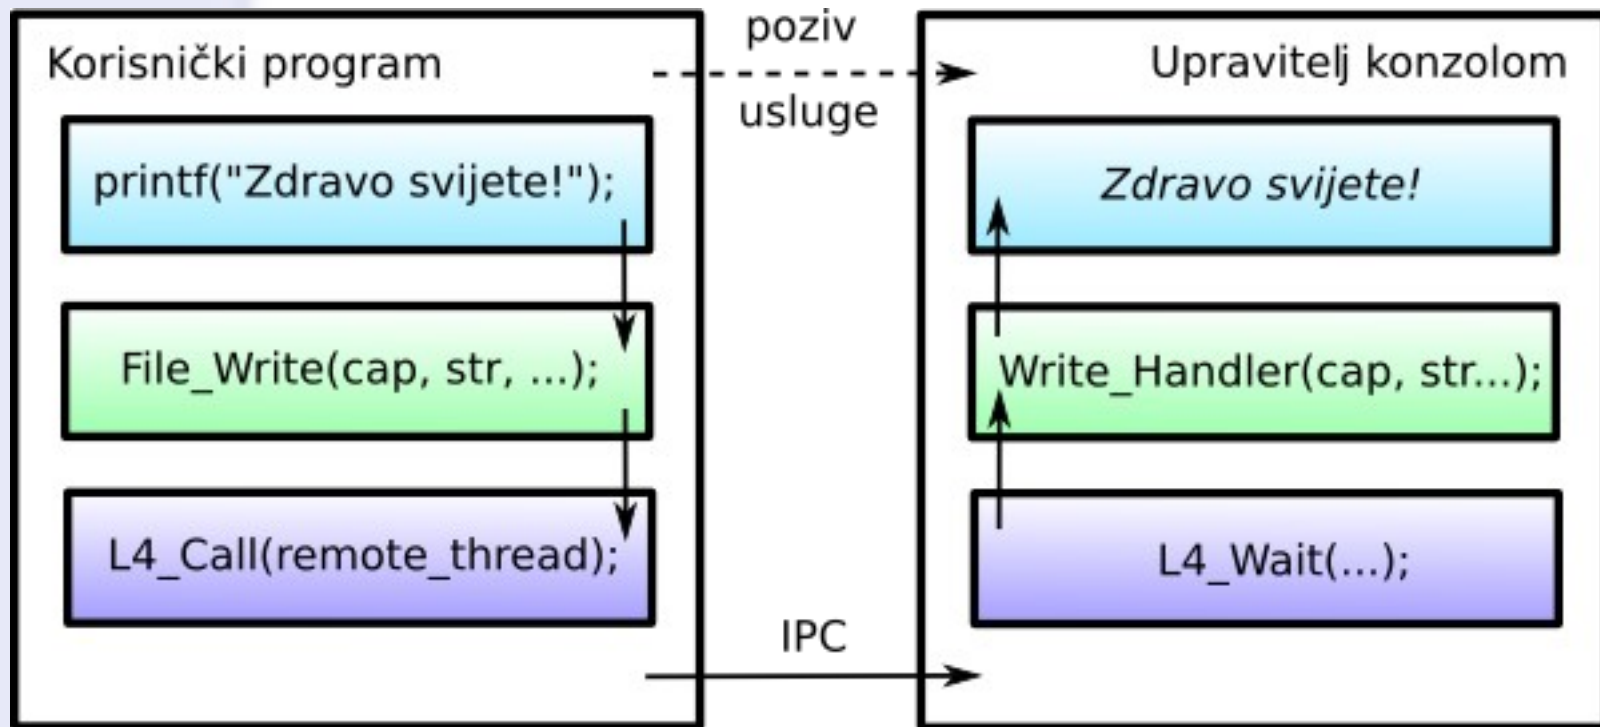 Korisnički program
printf("Zdravo svijete!");
File_Write(cap, str, ...);
L4_Call(remote_thread);
poziv
usluge
IPC
Upravitelj konzolom
Zdravo svijete!
Write_Handler(cap, str...);
L4_Wait(...);